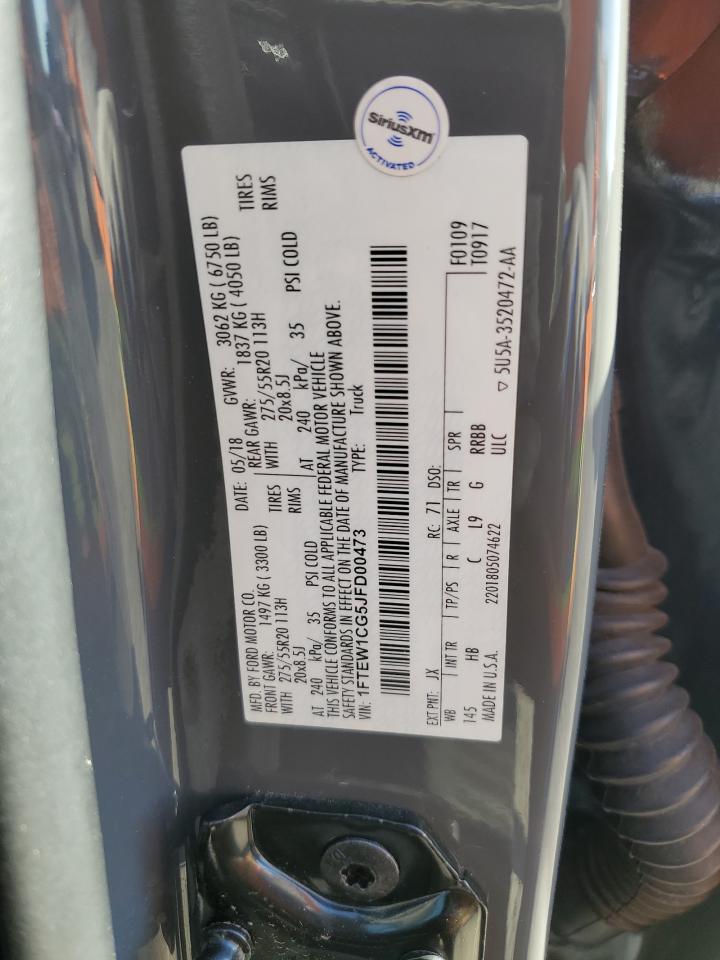 SiriusXM
ACTIVATED
MFD. BY FORD MOTOR CO.
DATE: 05/18 GVWR: 3062 KG ( 6750 LB)
FRONT GAWR: 1497 KG ( 3300 LB) REAR GAWR: 1837 KG ( 4050 LB)
WITH 275/55R20 113H TIRES WITH 275/55R20 113H TIRES
20x8.5J RIMS 20x8.5J RIMS
AT 240 kPa/ 35 PSI COLD AT 240 kPa/ 35 PSI COLD
THIS VEHICLE CONFORMS TO ALL APPLICABLE FEDERAL MOTOR VEHICLE
SAFETY STANDARDS IN EFFECT ON THE DATE OF MANUFACTURE SHOWN ABOVE.
VIN: 1FTEW1CG5JFD00473 TYPE: Truck
F0109
T0917
EXT PNT: JX RC: 71 DSO:
WB INT TR TP/PS R AXLE TR SPR
145 HB C L9 G RRBB
MADE IN U.S.A. 2201805074622 ULC
▽ 5U5A-3520472-AA